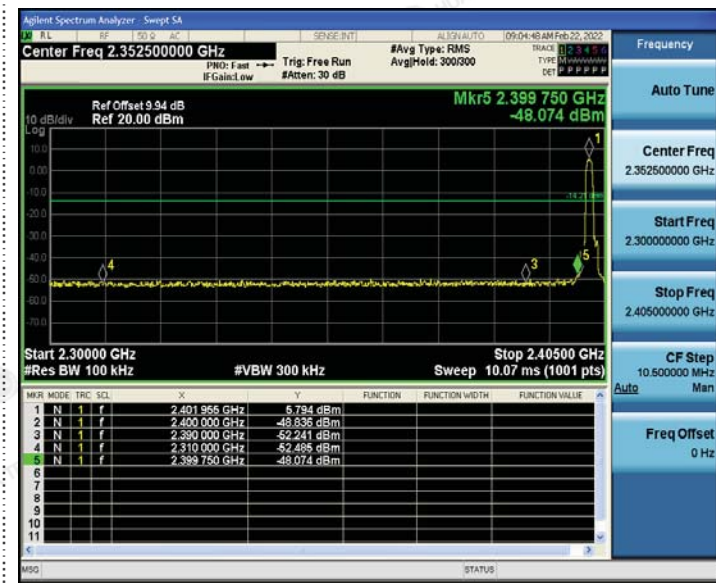 Agilent Spectrum Analyzer - Swept SA
RL RF 50 Ω AC SENSE:INT ALIGN AUTO 09:04:48 AM Feb 22, 2022
Center Freq 2.352500000 GHz #Avg Type: RMS TRACE 1 2 3 4 5 6
PNO: Fast Trig: Free Run Avg|Hold: 300/300 TYPE M
IFGain:Low #Atten: 30 dB DET P P P P P P
Mkr5 2.399 750 GHz
-48.074 dBm
Ref Offset 9.94 dB
10 dB/div Ref 20.00 dBm
Log
10.0
0.00
-10.0
-20.0
-30.0
-40.0
-50.0
-60.0
-70.0
1
-14.21 dBm
4
3
5
Start 2.30000 GHz Stop 2.40500 GHz
#Res BW 100 kHz #VBW 300 kHz Sweep 10.07 ms (1001 pts)
MKR MODE TRC SCL X Y FUNCTION FUNCTION WIDTH FUNCTION VALUE
1 N 1 f 2.401 955 GHz 5.794 dBm
2 N 1 f 2.400 000 GHz -48.836 dBm
3 N 1 f 2.390 000 GHz -52.241 dBm
4 N 1 f 2.310 000 GHz -52.485 dBm
5 N 1 f 2.399 750 GHz -48.074 dBm
6
7
8
9
10
11
MSG STATUS
Frequency
Auto Tune
Center Freq
2.352500000 GHz
Start Freq
2.300000000 GHz
Stop Freq
2.405000000 GHz
CF Step
10.500000 MHz
Auto Man
Freq Offset
0 Hz